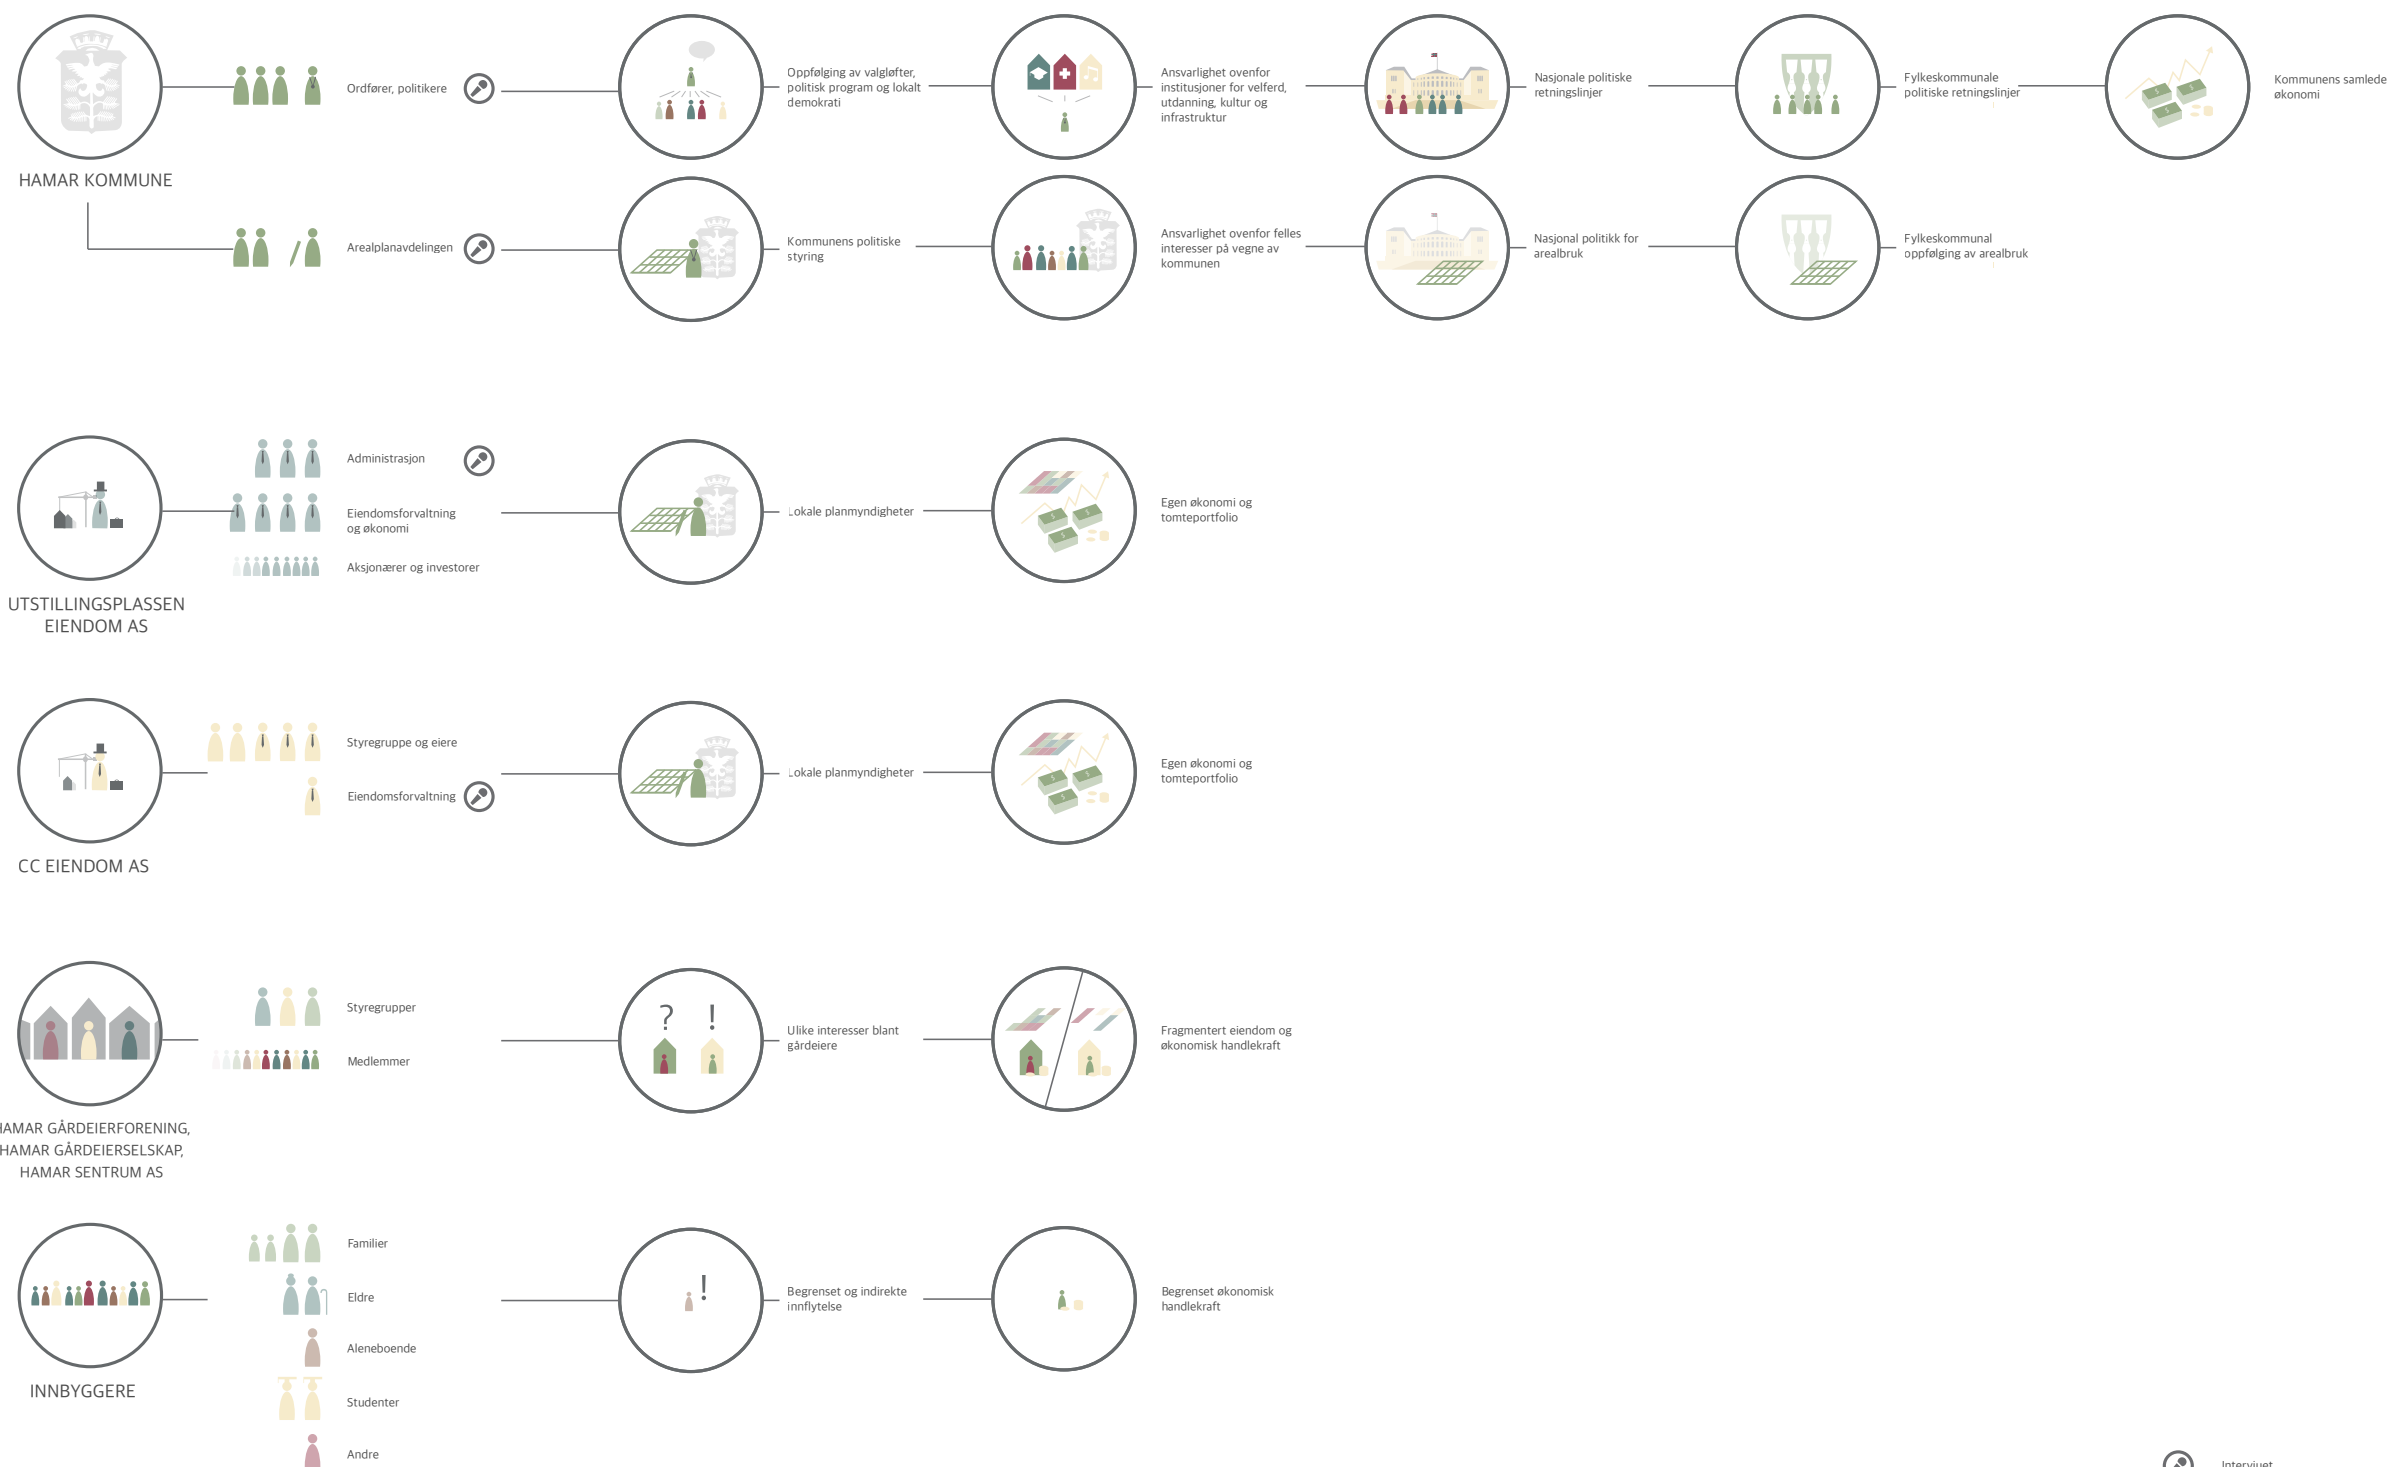 Ordfører, politikere
Oppfølging av valgløfter,
politisk program og lokalt
demokrati
Ansvarlighet ovenfor
institusjoner for velferd,
utdanning, kultur og
infrastruktur
Nasjonale politiske
retningslinjer
Fylkeskommunale
politiske retningslinjer
Kommunens samlede
økonomi
HAMAR KOMMUNE
Arealplanavdelingen
Kommunens politiske
styring
Ansvarlighet ovenfor felles
interesser på vegne av
kommunen
Nasjonal politikk for
arealbruk
Fylkeskommunal
oppfølging av arealbruk
Administrasjon
Eiendomsforvaltning
og økonomi
Aksjonærer og investorer
Lokale planmyndigheter
Egen økonomi og
tomteportfolio
UTSTILLINGSPLASSEN
EIENDOM AS
Styregruppe og eiere
Eiendomsforvaltning
Lokale planmyndigheter
Egen økonomi og
tomteportfolio
CC EIENDOM AS
Styregrupper
Medlemmer
? !
Ulike interesser blant
gårdeiere
Fragmentert eiendom og
økonomisk handlekraft
HAMAR GÅRDEIERFORENING,
HAMAR GÅRDEIERSELSKAP,
HAMAR SENTRUM AS
Familier
Eldre
Aleneboende
Studenter
Andre
!
Begrenset og indirekte
innflytelse
Begrenset økonomisk
handlekraft
INNBYGGERE
Intervjuet